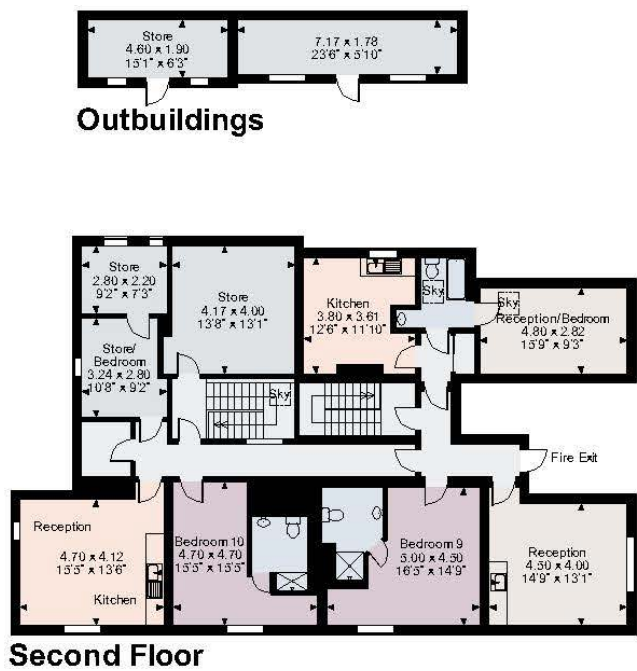 Store
4.60 x 1.90
15'1" x 6'3"
7.17 x 1.78
23'6" x 5'10"
Outbuildings
Store
2.80 x 2.20
9'2" x 7'3"
Store
4.17 x 4.00
13'8" x 13'1"
Kitchen
3.80 x 3.61
12'6" x 11'10"
Sky
Sky
Reception/Bedroom
4.80 x 2.82
15'9" x 9'3"
Store/
Bedroom
3.24 x 2.80
10'8" x 9'2"
Sky
Fire Exit
Reception
4.70 x 4.12
15'5" x 13'6"
Kitchen
Bedroom 10
4.70 x 4.70
15'5" x 15'5"
Bedroom 9
5.00 x 4.50
16'5" x 14'9"
Reception
4.50 x 4.00
14'9" x 13'1"
Second Floor